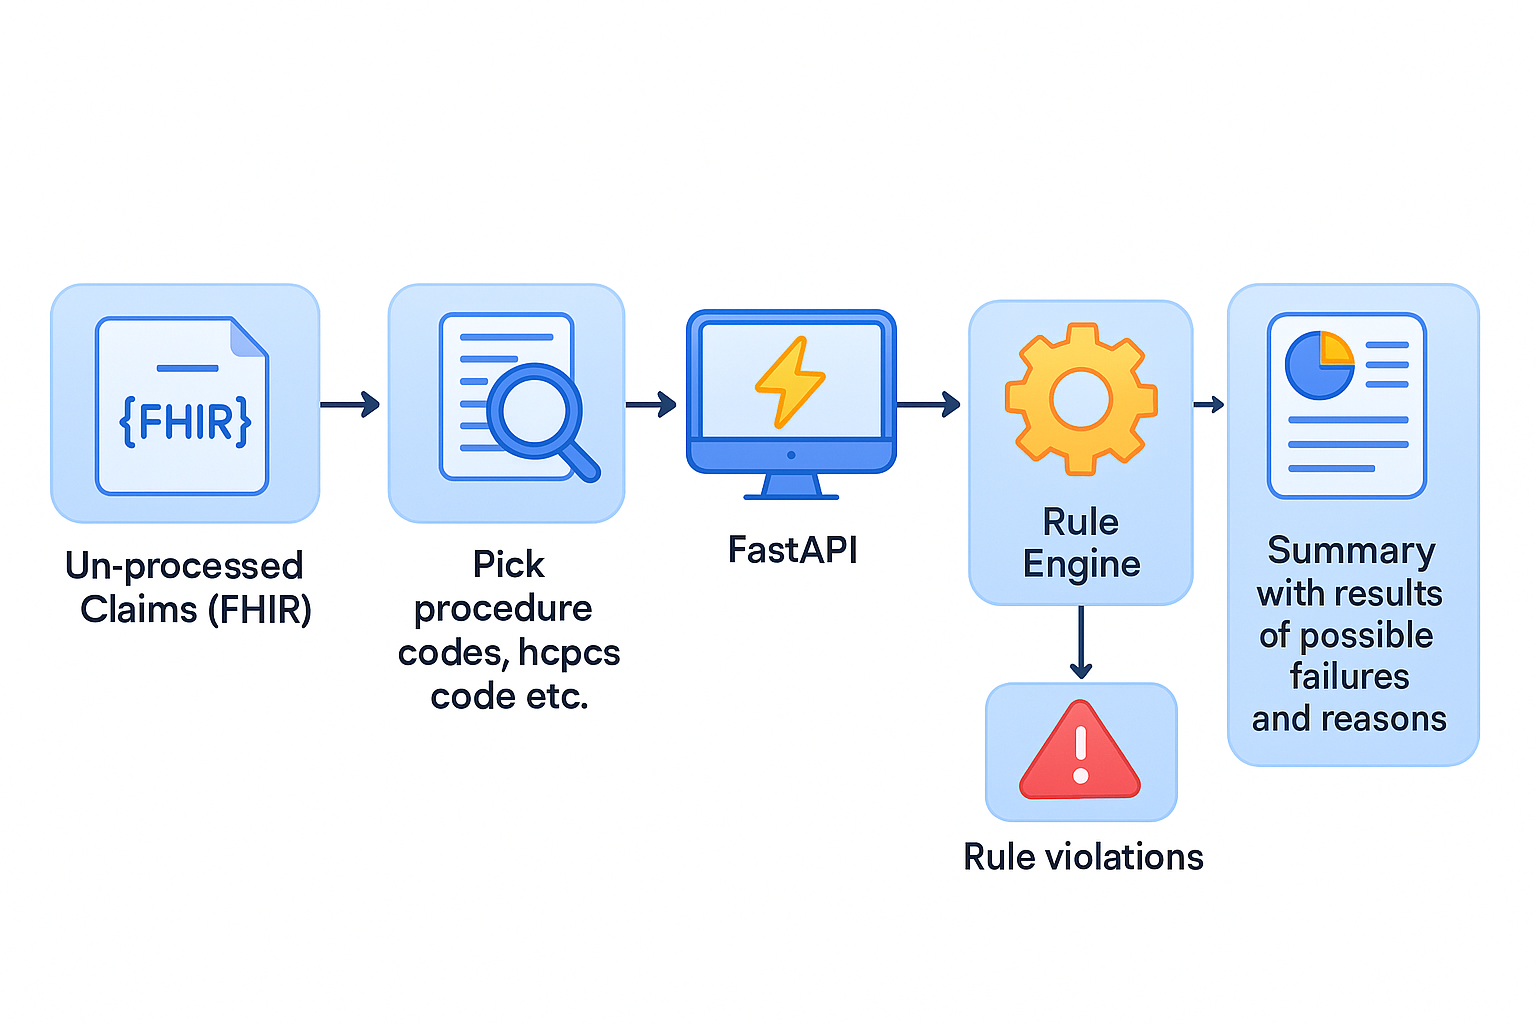 {FHIR}
Un-processed
Claims (FHIR)
Pick
procedure
codes, hcpcs
code etc.
FastAPI
Rule
Engine
Rule violations
Summary
with results
of possible
failures
and reasons